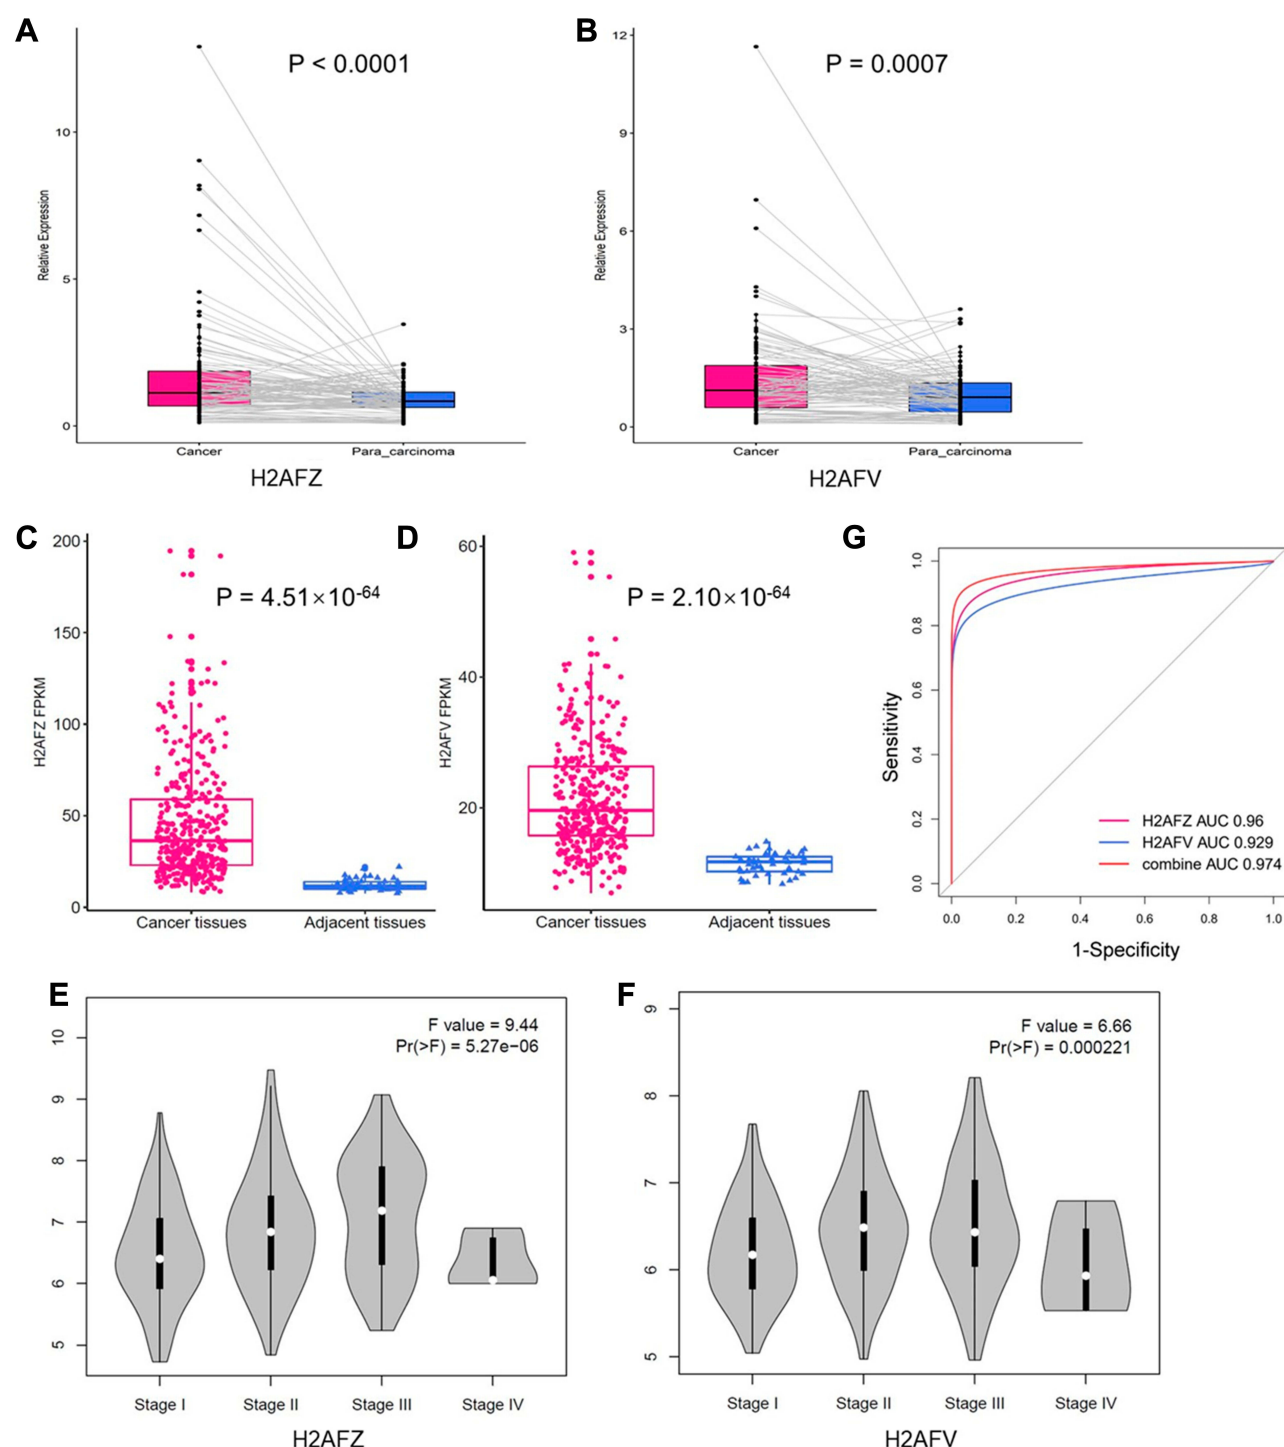 A
P < 0.0001
10
5
0
Relative Expression
Cancer
Para_carcinoma
H2AFZ
B
P = 0.0007
12
9
6
3
0
Relative Expression
Cancer
Para_carcinoma
H2AFV
C
P = 4.51×10-64
200
150
100
50
0
H2AFZ FPKM
Cancer tissues
Adjacent tissues
D
P = 2.10×10-64
60
40
20
H2AFV FPKM
Cancer tissues
Adjacent tissues
G
1.0
0.8
0.6
0.4
0.2
0.0
Sensitivity
H2AFZ AUC 0.96
H2AFV AUC 0.929
combine AUC 0.974
0.0 0.2 0.4 0.6 0.8 1.0
1-Specificity
E
F value = 9.44
Pr(>F) = 5.27e−06
10
9
8
7
6
5
Stage I Stage II Stage III Stage IV
H2AFZ
F
F value = 6.66
Pr(>F) = 0.000221
9
8
7
6
5
Stage I Stage II Stage III Stage IV
H2AFV